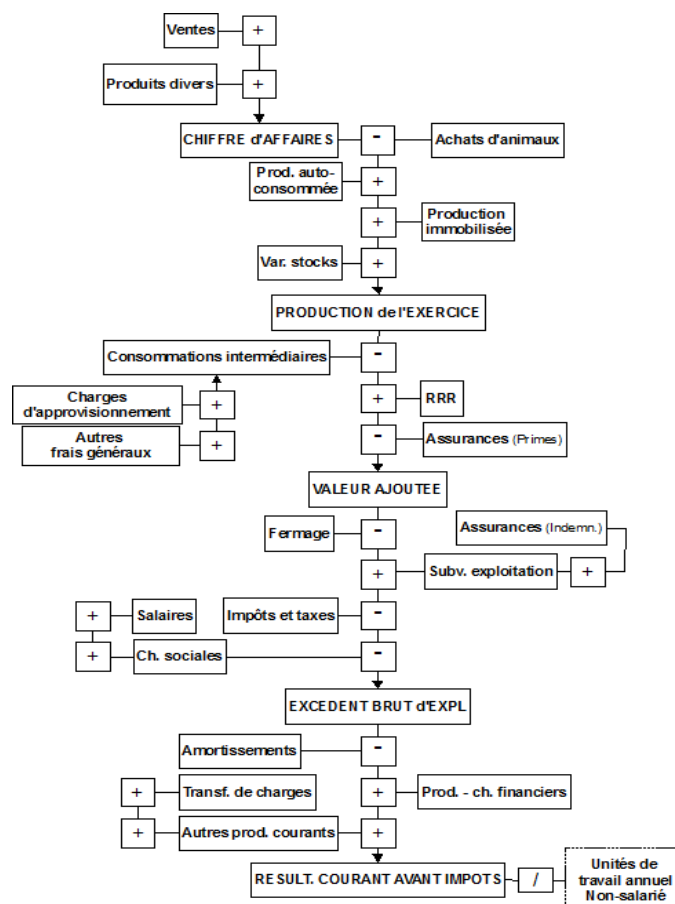 Ventes +
Produits divers +
CHIFFRE d'AFFAIRES - Achats d'animaux
Prod. auto-
consommée +
+ Production
immobilisée
Var. stocks +
PRODUCTION de l'EXERCICE
Consommations intermédiaires -
Charges
d'approvisionnement +
+ RRR
Autres
frais généraux +
- Assurances (Primes)
VALEUR AJOUTEE
Fermage -
Assurances (Indemn.)
+ Subv. exploitation +
+ Salaires Impôts et taxes -
+ Ch. sociales -
EXCEDENT BRUT d'EXPL
Amortissements -
+ Transf. de charges + Prod. - ch. financiers
+ Autres prod. courants +
RESULT. COURANT AVANT IMPOTS /
Unités de
travail annuel
Non-salarié